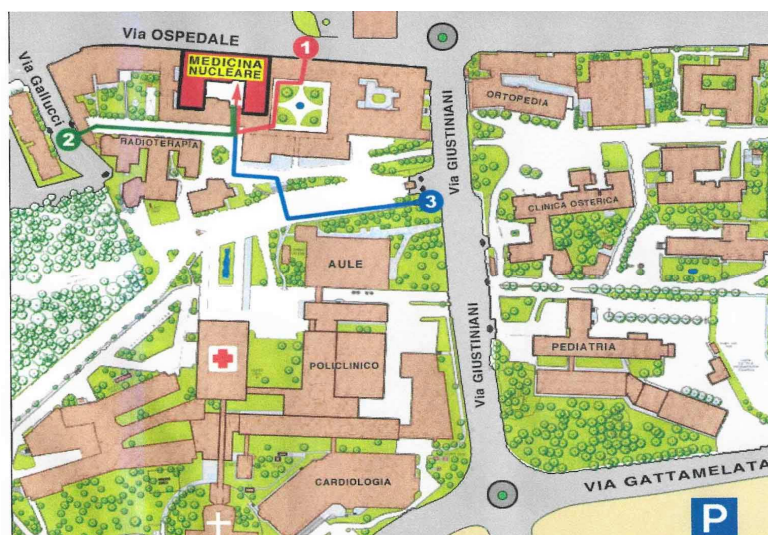 Via OSPEDALE
1
MEDICINA
NUCLEARE
Via Gallucci
2
RADIOTERAPIA
ORTOPEDIA
Via GIUSTINIANI
3
CLINICA OSTERICA
AULE
POLICLINICO
PEDIATRIA
Via GIUSTINIANI
CARDIOLOGIA
VIA GATTAMELATA
P